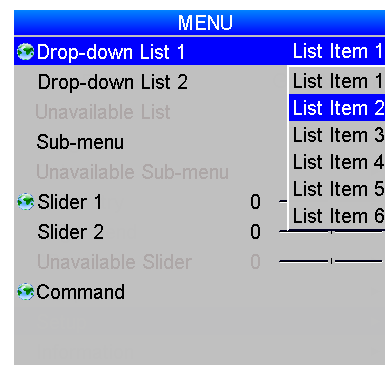 MENU
Drop-down List 1 List Item 1
Drop-down List 2 List Item 1
Unavailable List List Item 2
Sub-menu List Item 3
Unavailable Sub-menu List Item 4
Slider 1 0 List Item 5
Slider 2 0 List Item 6
Unavailable Slider 0
Command